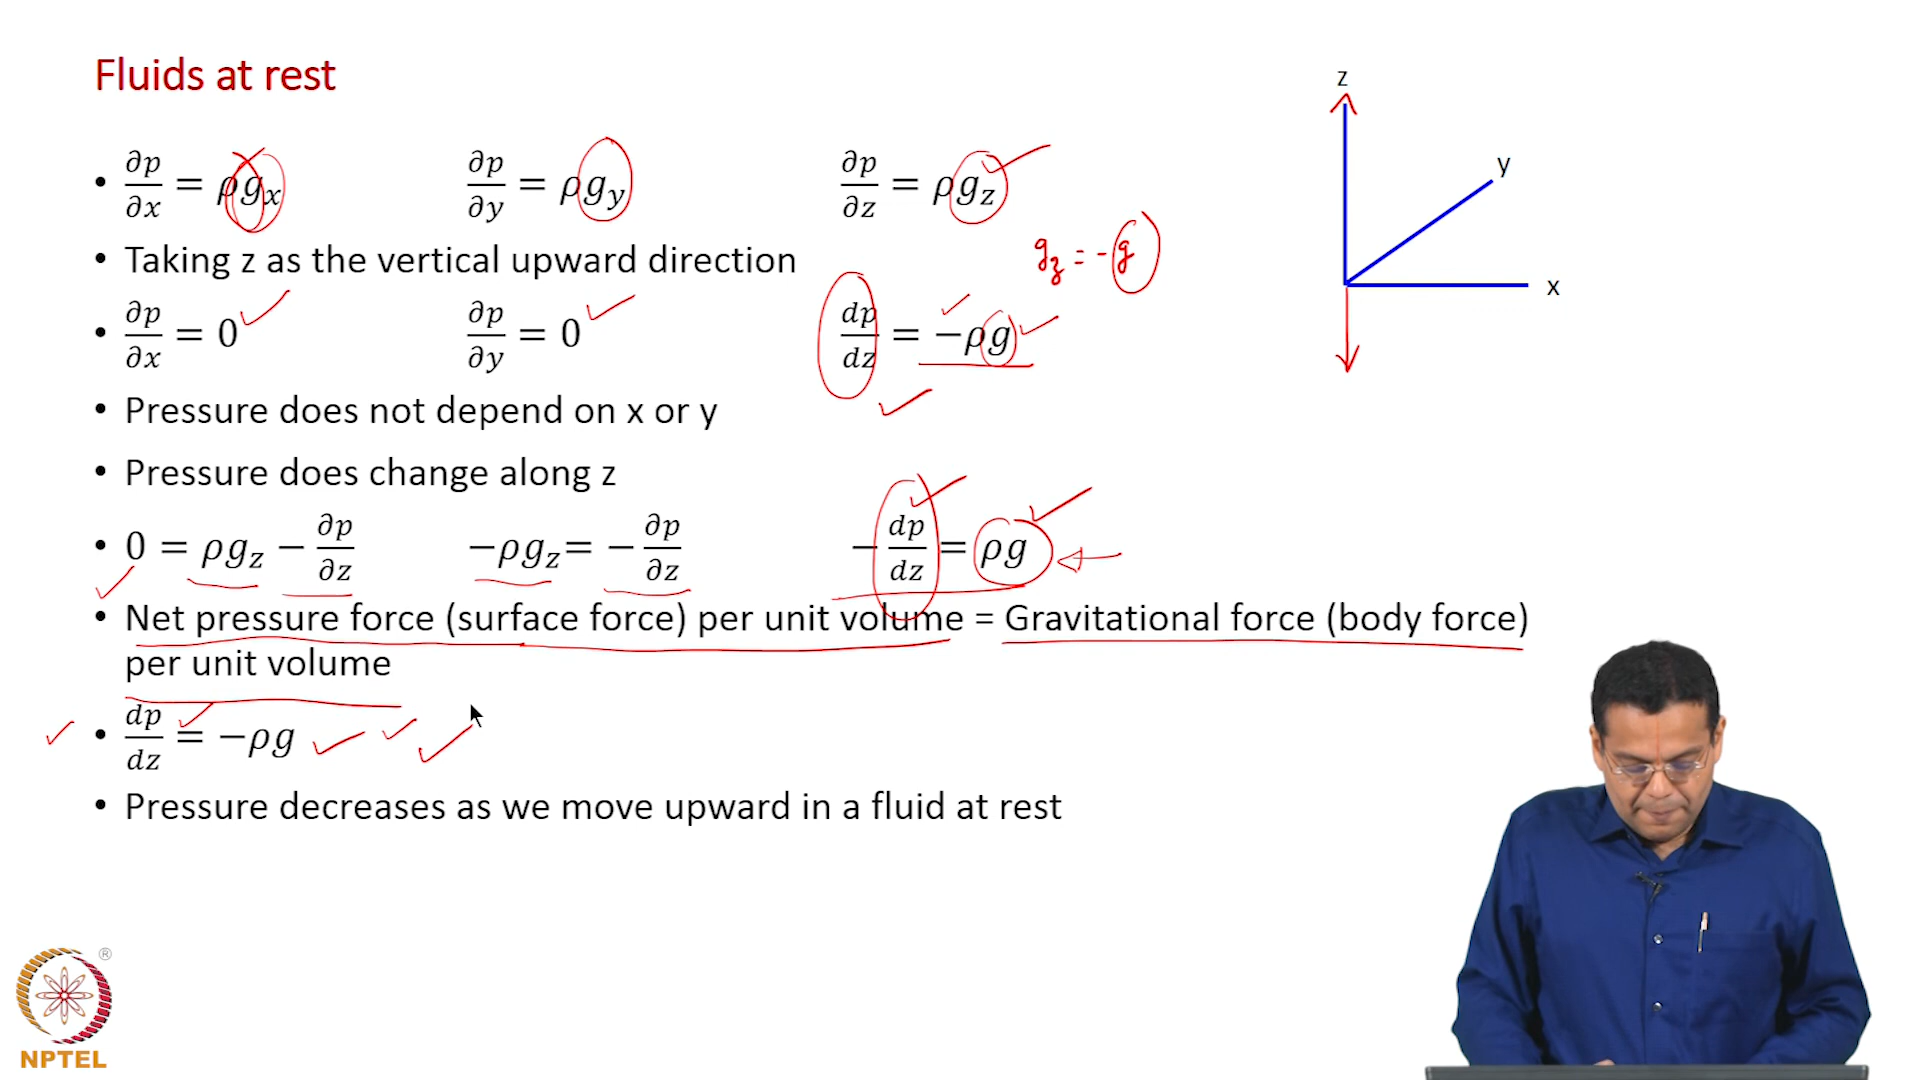 Fluids at rest
z
y
x
• ∂p/∂x = ρg_x ∂p/∂y = ρg_y ∂p/∂z = ρg_z
g_z = -g
• Taking z as the vertical upward direction
• ∂p/∂x = 0 ∂p/∂y = 0 dp/dz = −ρg
• Pressure does not depend on x or y
• Pressure does change along z
• 0 = ρg_z − ∂p/∂z −ρg_z = − ∂p/∂z − dp/dz = ρg
• Net pressure force (surface force) per unit volume = Gravitational force (body force)
per unit volume
• dp/dz = −ρg
• Pressure decreases as we move upward in a fluid at rest
®
NPTEL